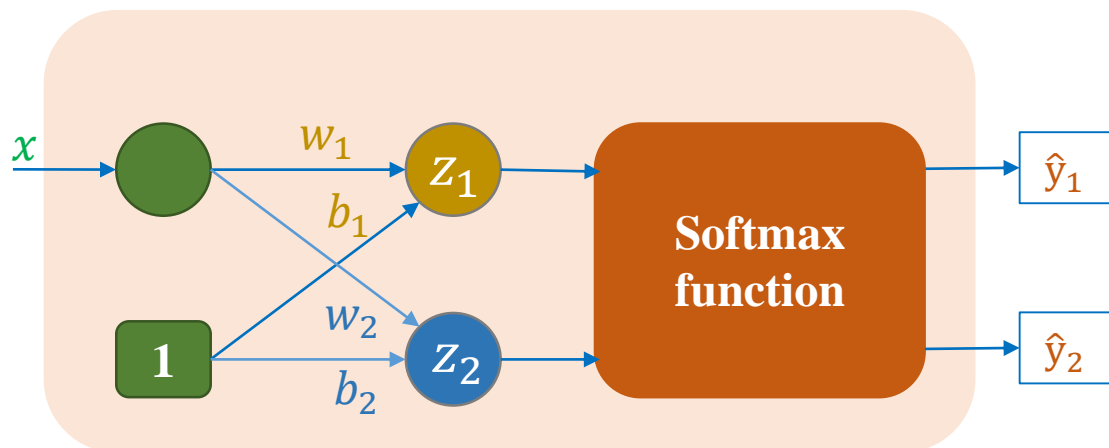 x
w₁
z₁
b₁
Softmax
function
ŷ₁
1
w₂
z₂
b₂
ŷ₂